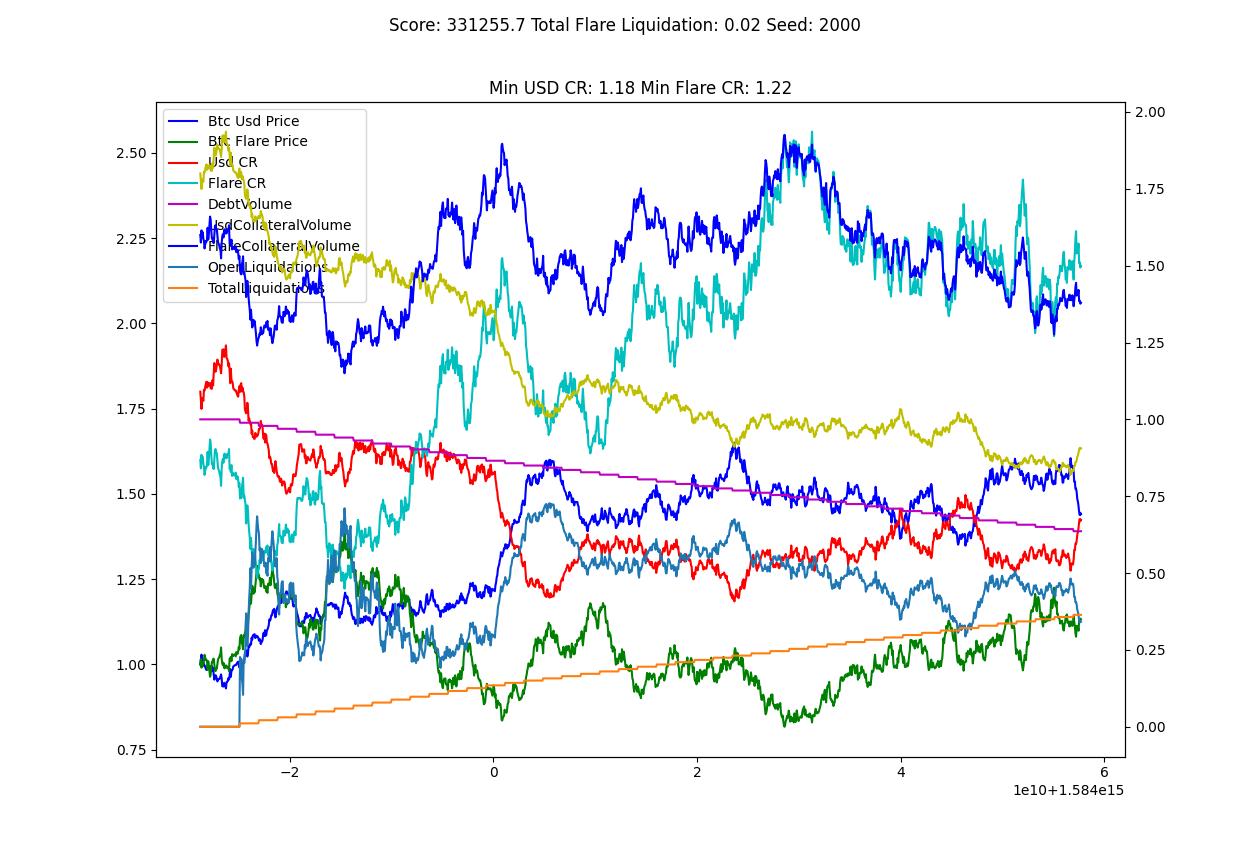 Score: 331255.7 Total Flare Liquidation: 0.02 Seed: 2000
Min USD CR: 1.18 Min Flare CR: 1.22
Btc Usd Price
Btc Flare Price
Usd CR
Flare CR
DebtVolume
UsdCollateralVolume
FlareCollateralVolume
OpenLiquidations
TotalLiquidations
2.50
2.25
2.00
1.75
1.50
1.25
1.00
0.75
2.00
1.75
1.50
1.25
1.00
0.75
0.50
0.25
0.00
−2 0 2 4 6
1e10+1.584e15